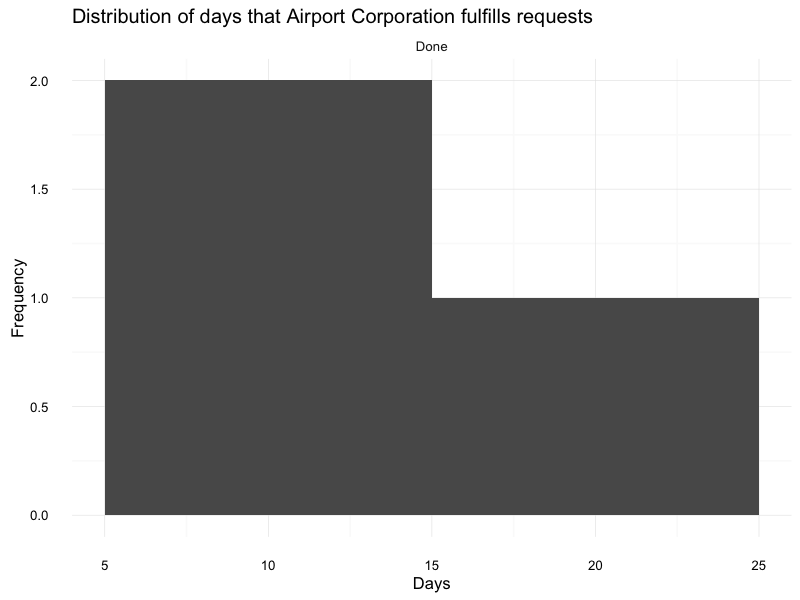 Distribution of days that Airport Corporation fulfills requests
Done
2.0
1.5
1.0
0.5
0.0
Frequency
5 10 15 20 25
Days